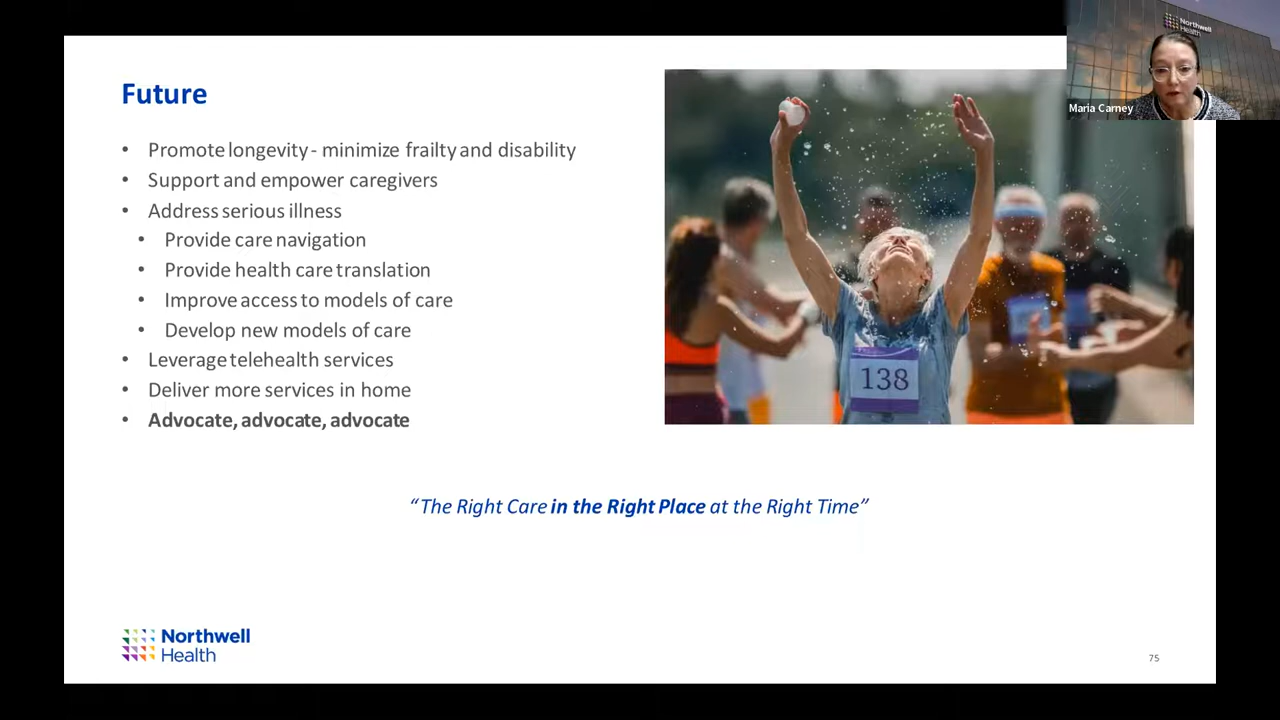 Future
• Promote longevity - minimize frailty and disability
• Support and empower caregivers
• Address serious illness
• Provide care navigation
• Provide health care translation
• Improve access to models of care
• Develop new models of care
• Leverage telehealth services
• Deliver more services in home
• Advocate, advocate, advocate
138
“The Right Care in the Right Place at the Right Time”
Northwell
Health
75
Northwell
Health
Maria Carney